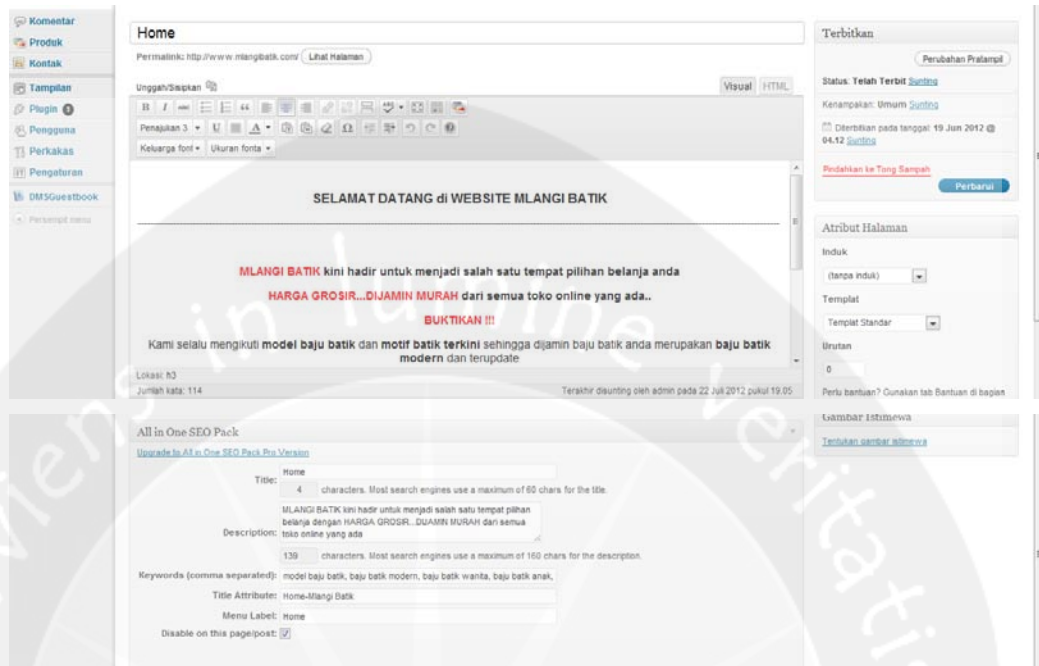 Komentar
Produk
Kontak
Tampilan
Plugin 1
Pengguna
Perkakas
Pengaturan
DMSGuestbook
Persempit menu
Home
Permalink: http://www.mlangibatik.com/ Lihat Halaman
Unggah/Sisipkan
Visual HTML
B I ABC
Penajukan 3 U A Ω
Keluarga font Ukuran fonta
SELAMAT DATANG di WEBSITE MLANGI BATIK
MLANGI BATIK kini hadir untuk menjadi salah satu tempat pilihan belanja anda
HARGA GROSIR...DIJAMIN MURAH dari semua toko online yang ada..
BUKTIKAN !!!
Kami selalu mengikuti model baju batik dan motif batik terkini sehingga dijamin baju batik anda merupakan baju batik
modern dan terupdate
Lokasi: h3
Jumlah kata: 114 Terakhir disunting oleh admin pada 22 Juli 2012 pukul 19.05
Terbitkan
Perubahan Pratampil
Status: Telah Terbit Sunting
Kenampakan: Umum Sunting
Diterbitkan pada tanggal: 19 Jun 2012 @
04.12 Sunting
Pindahkan ke Tong Sampah
Perbarui
Atribut Halaman
Induk
(tanpa induk)
Templat
Templat Standar
Urutan
0
Perlu bantuan? Gunakan tab Bantuan di bagian
Gambar Istimewa
Tentukan gambar istimewa
All in One SEO Pack
Upgrade to All in One SEO Pack Pro Version
Title: Home
4 characters. Most search engines use a maximum of 60 chars for the title.
Description: MLANGI BATIK kini hadir untuk menjadi salah satu tempat pilihan
belanja dengan HARGA GROSIR...DIJAMIN MURAH dari semua
toko online yang ada
139 characters. Most search engines use a maximum of 160 chars for the description.
Keywords (comma separated): model baju batik, baju batik modern, baju batik wanita, baju batik anak,
Title Attribute: Home-Mlangi Batik
Menu Label: Home
Disable on this page/post:
viens in lumine veritatis